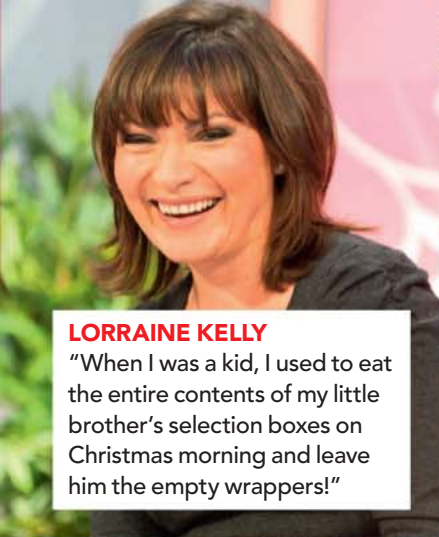 LORRAINE KELLY
“When I was a kid, I used to eat
the entire contents of my little
brother’s selection boxes on
Christmas morning and leave
him the empty wrappers!”